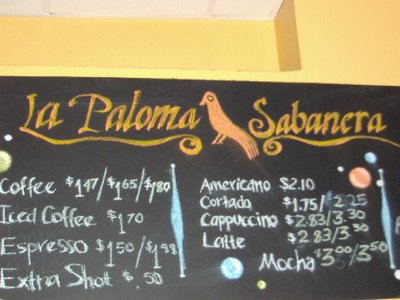 La Paloma Sabanera
Coffee $1.47/$1.65/$1.80
Iced Coffee $1.70
Espresso $1.50/$1.98
Extra Shot $.50
Americano $2.10
Cortado $1.75/$2.25
Cappuccino $2.83/3.30
Latte $2.83/3.30
Mocha $3.00/3.50